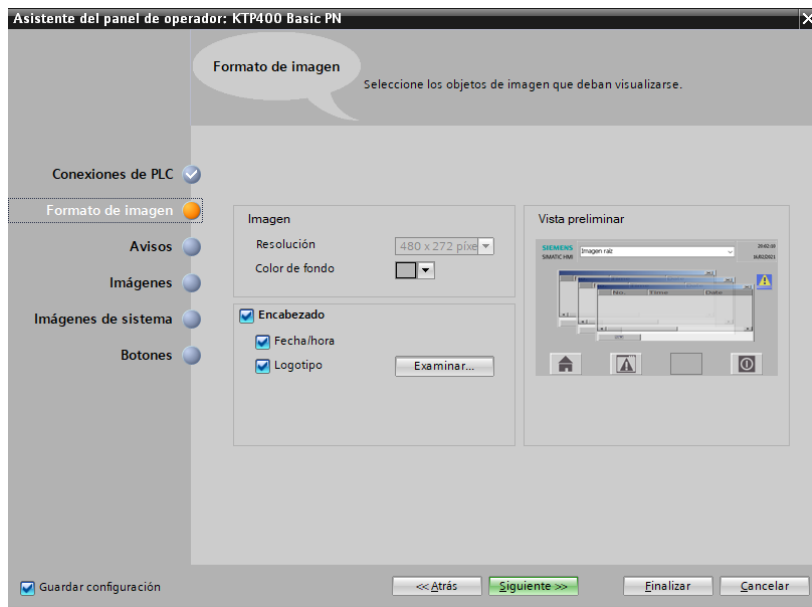 Asistente del panel de operador: KTP400 Basic PN
Formato de imagen
Seleccione los objetos de imagen que deban visualizarse.
Conexiones de PLC
Formato de imagen
Avisos
Imágenes
Imágenes de sistema
Botones
Imagen
Resolución
480 x 272 píxe
Color de fondo
Encabezado
Fecha/hora
Logotipo
Examinar...
Vista preliminar
SIEMENS
SIMATIC HMI
Imagen raíz
Guardar configuración
<< Atrás
Siguiente >>
Finalizar
Cancelar